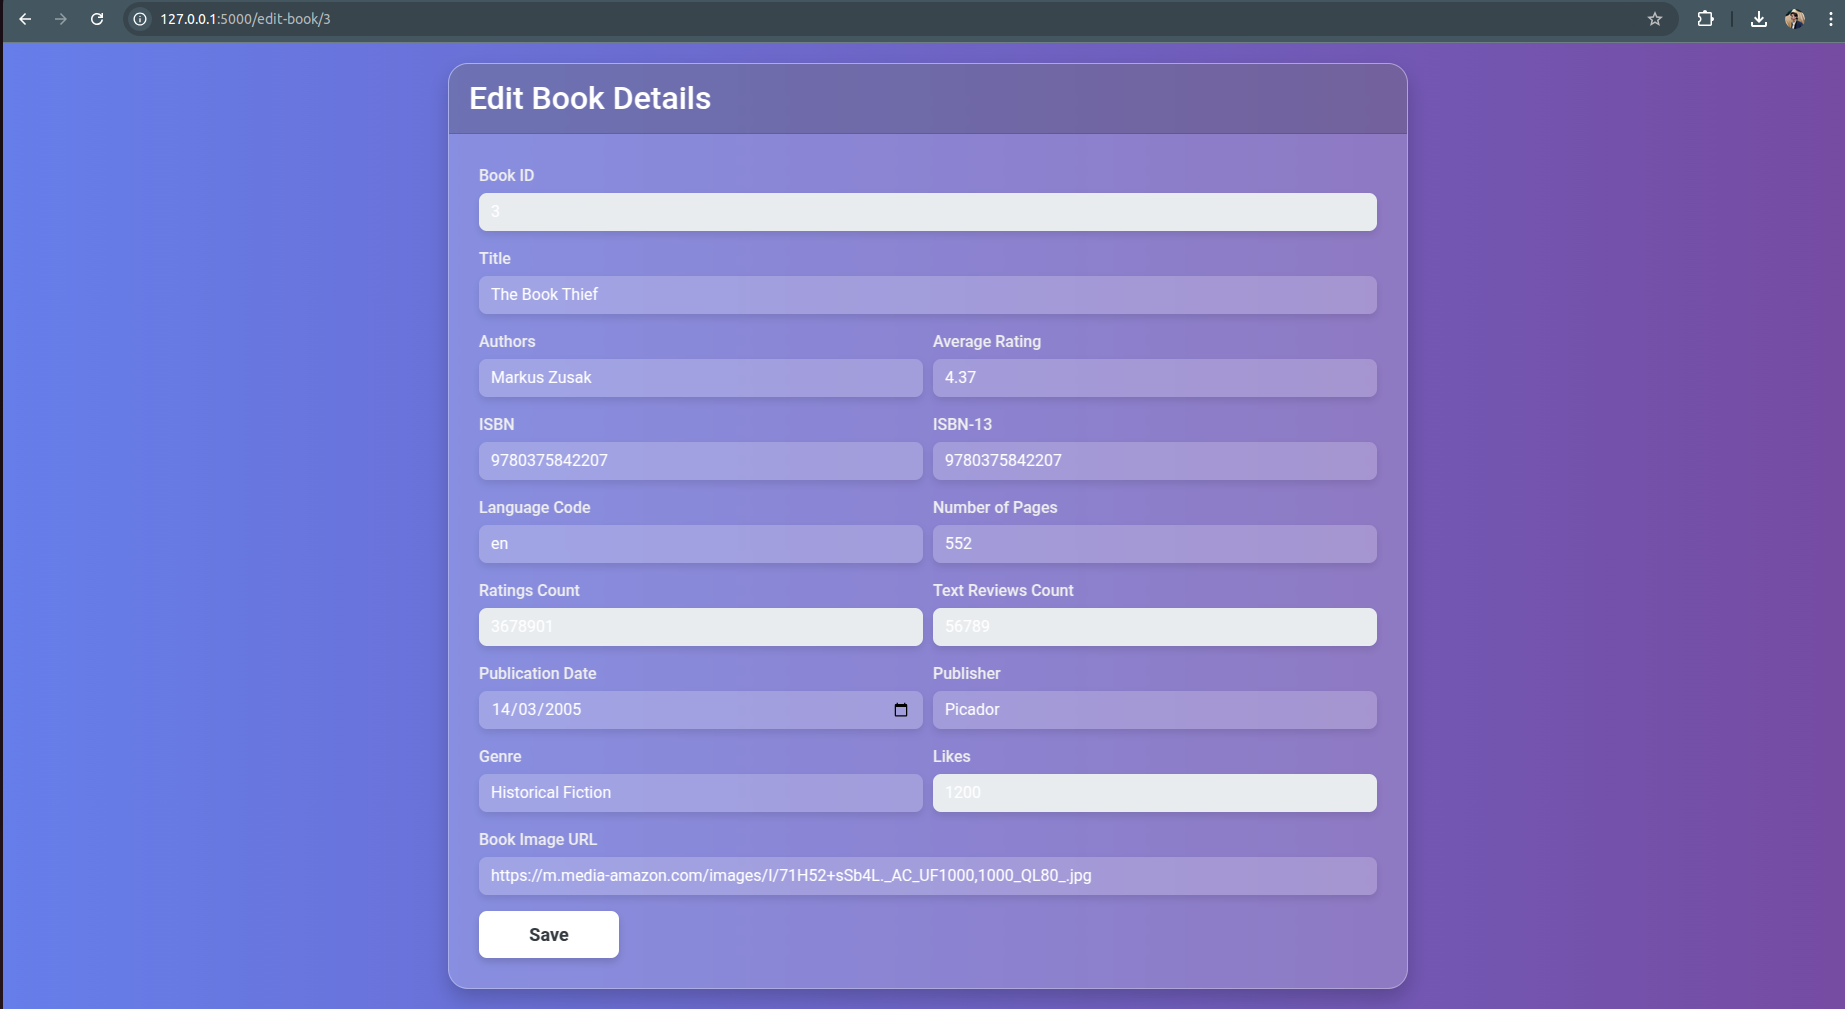 127.0.0.1:5000/edit-book/3
Edit Book Details
Book ID
3
Title
The Book Thief
Authors
Average Rating
Markus Zusak
4.37
ISBN
ISBN-13
9780375842207
9780375842207
Language Code
Number of Pages
en
552
Ratings Count
Text Reviews Count
3678901
56789
Publication Date
Publisher
14/03/2005
Picador
Genre
Likes
Historical Fiction
1200
Book Image URL
https://m.media-amazon.com/images/I/71H52+sSb4L._AC_UF1000,1000_QL80_.jpg
Save